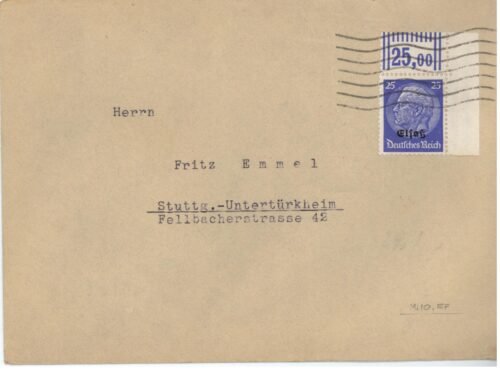 25,00
25 25
Elsaß
Deutsches Reich
Herrn
Fritz Emmel
Stuttg.-Untertürkheim
Fellbacherstrasse 42